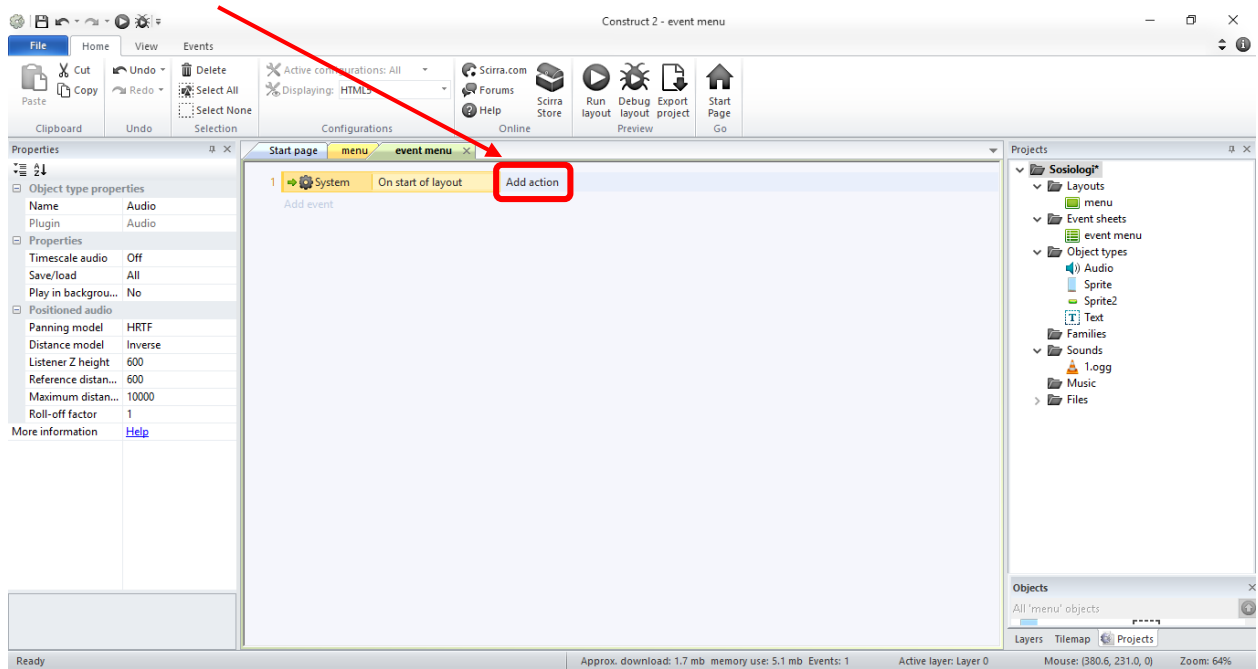 Construct 2 - event menu
File Home View Events
Cut Undo Delete Active configurations: All Scirra.com
Paste Copy Redo Select All Displaying: HTML5 Forums Scirra Store Run layout Debug layout Export project Start Page
Select None Help
Clipboard Undo Selection Configurations Online Preview Go
Properties
Object type properties
Name Audio
Plugin Audio
Properties
Timescale audio Off
Save/load All
Play in backgrou... No
Positioned audio
Panning model HRTF
Distance model Inverse
Listener Z height 600
Reference distan... 600
Maximum distan... 10000
Roll-off factor 1
More information Help
Start page menu event menu
1 System On start of layout Add action
Add event
Projects
Sosiologi*
Layouts
menu
Event sheets
event menu
Object types
Audio
Sprite
Sprite2
Text
Families
Sounds
1.ogg
Music
Files
Objects
All 'menu' objects
Layers Tilemap Projects
Ready Approx. download: 1.7 mb memory use: 5.1 mb Events: 1 Active layer: Layer 0 Mouse: (380.6, 231.0, 0) Zoom: 64%